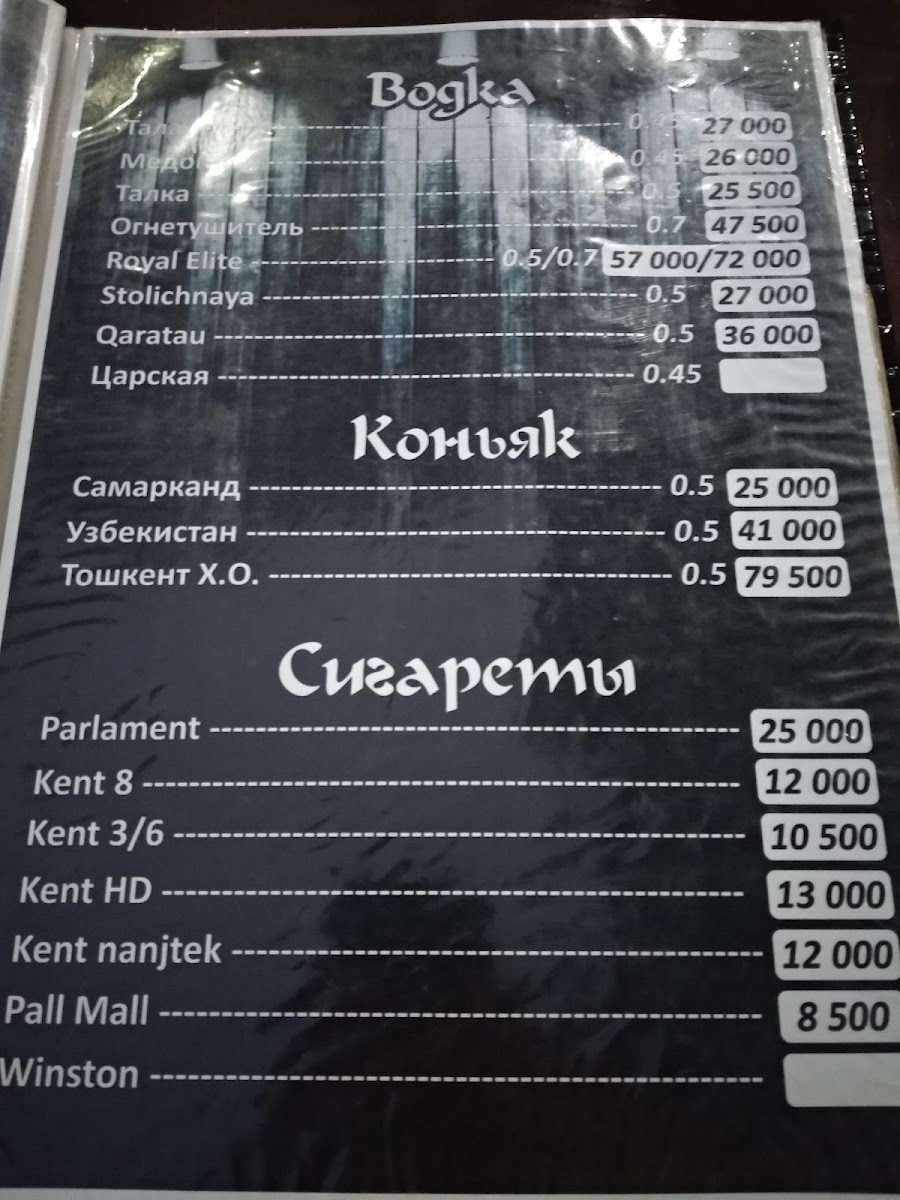 Водка
0.45 27 000
0.45 26 000
Талка 0.5 25 500
Огнетушитель 0.7 47 500
Royal Elite 0.5/0.7 57 000/72 000
Stolichnaya 0.5 27 000
Qaratau 0.5 36 000
Царская 0.45
Коньяк
Самарканд 0.5 25 000
Узбекистан 0.5 41 000
Тошкент Х.О. 0.5 79 500
Сигареты
Parlament 25 000
Kent 8 12 000
Kent 3/6 10 500
Kent HD 13 000
Kent nanjtek 12 000
Pall Mall 8 500
Winston